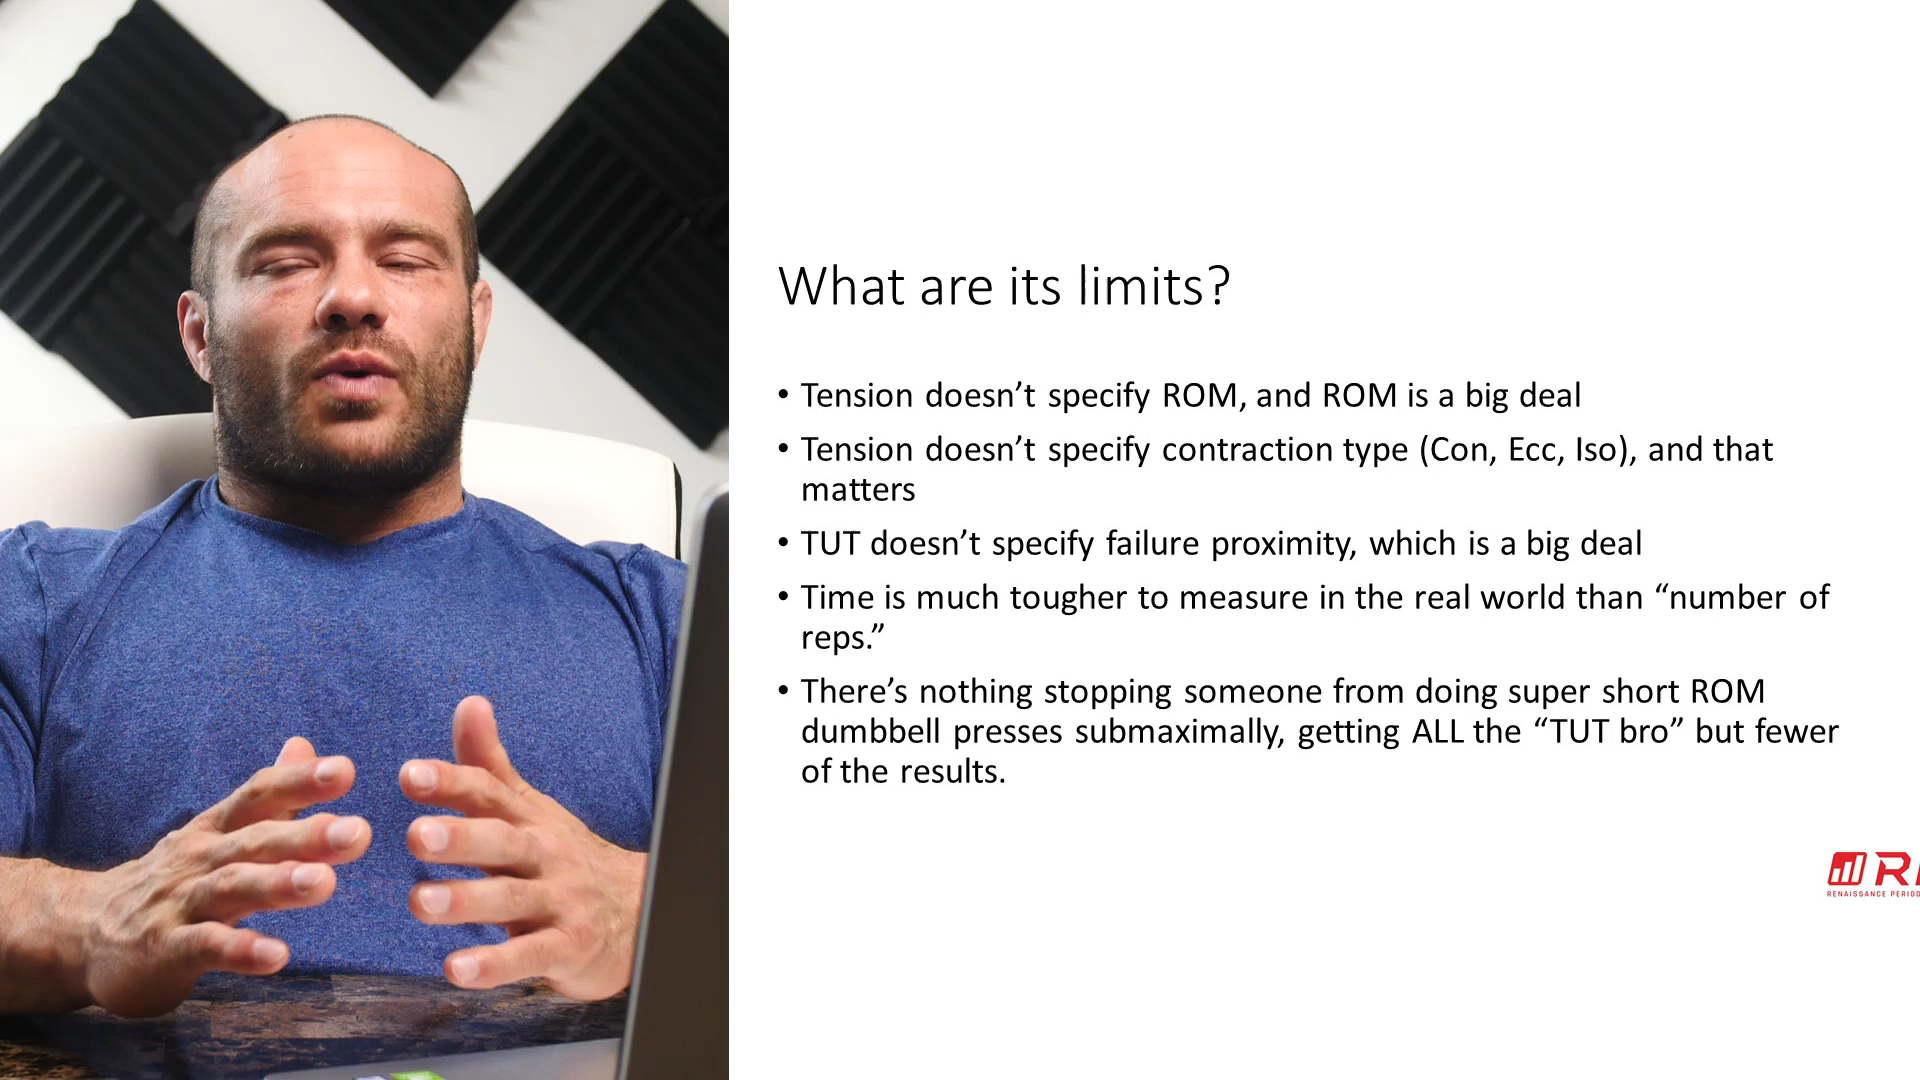 What are its limits?
• Tension doesn’t specify ROM, and ROM is a big deal
• Tension doesn’t specify contraction type (Con, Ecc, Iso), and that
matters
• TUT doesn’t specify failure proximity, which is a big deal
• Time is much tougher to measure in the real world than “number of
reps.”
• There’s nothing stopping someone from doing super short ROM
dumbbell presses submaximally, getting ALL the “TUT bro” but fewer
of the results.
R
RENAISSANCE PERIOD